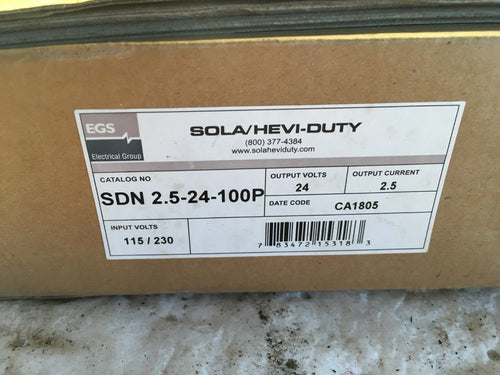 EGS
Electrical Group
SOLA/HEVI-DUTY
(800) 377-4384
www.solaheviduty.com
CATALOG NO
SDN 2.5-24-100P
OUTPUT VOLTS
24
OUTPUT CURRENT
2.5
DATE CODE CA1805
INPUT VOLTS
115 / 230
7 83472 15318 3